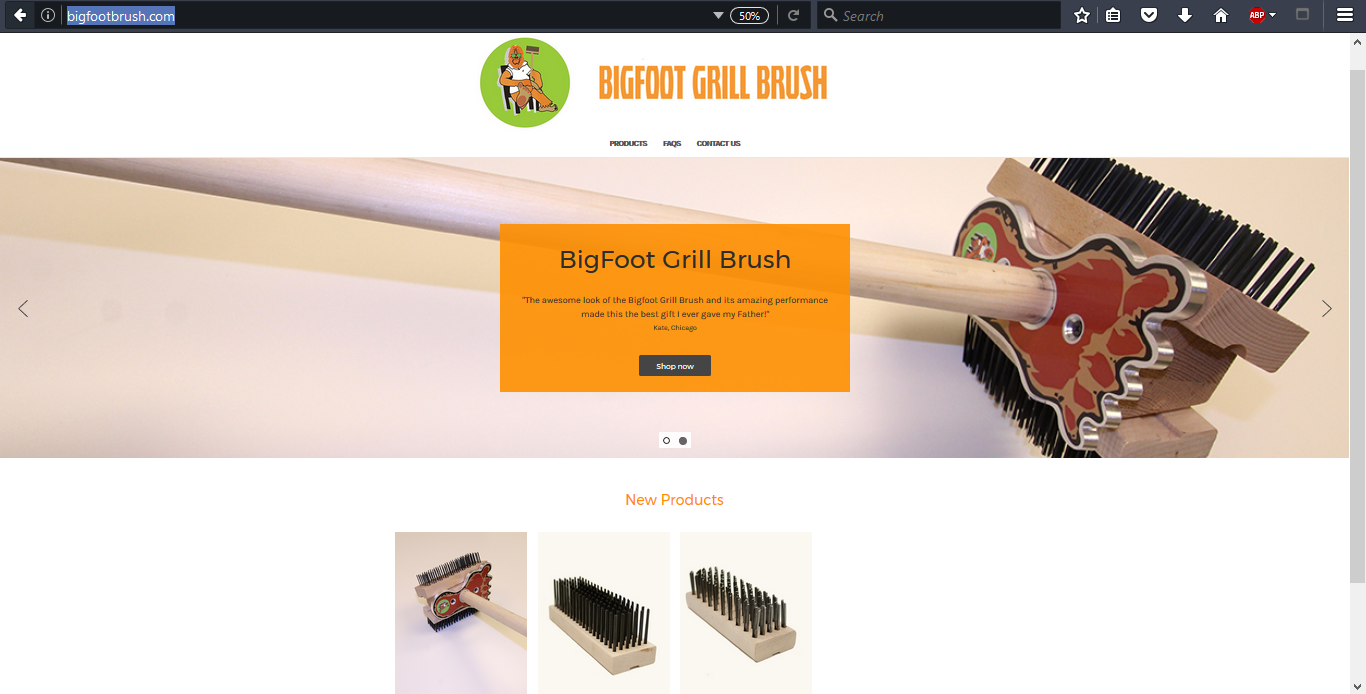 bigfootbrush.com
50%
Search
ABP
BIGFOOT GRILL BRUSH
PRODUCTS FAQS CONTACT US
BigFoot Grill Brush
"The awesome look of the Bigfoot Grill Brush and its amazing performance
made this the best gift I ever gave my Father!"
Kate, Chicago
Shop now
New Products